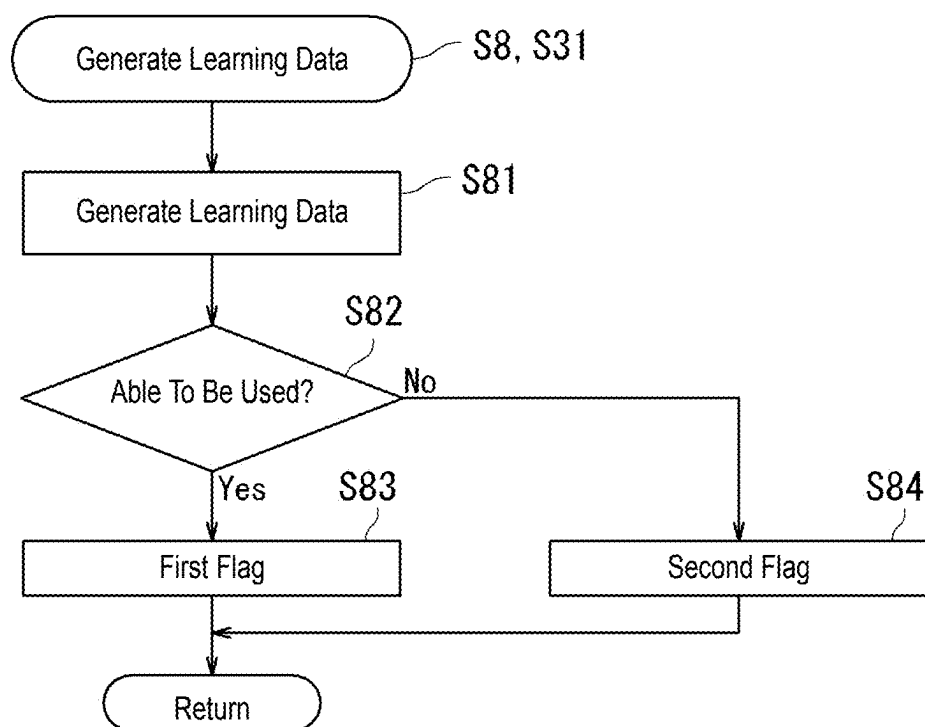 Generate Learning Data
S8, S31
Generate Learning Data
S81
Able To Be Used?
S82
No
Yes
First Flag
S83
Second Flag
S84
Return